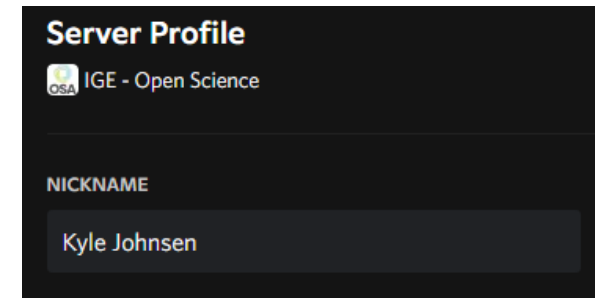 Server Profile
OSA IGE - Open Science
NICKNAME
Kyle Johnsen